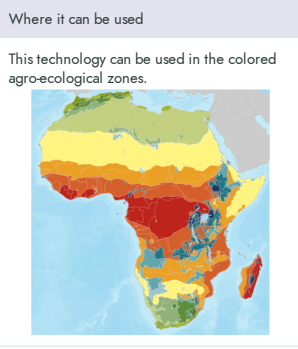 Where it can be used
This technology can be used in the colored
agro-ecological zones.